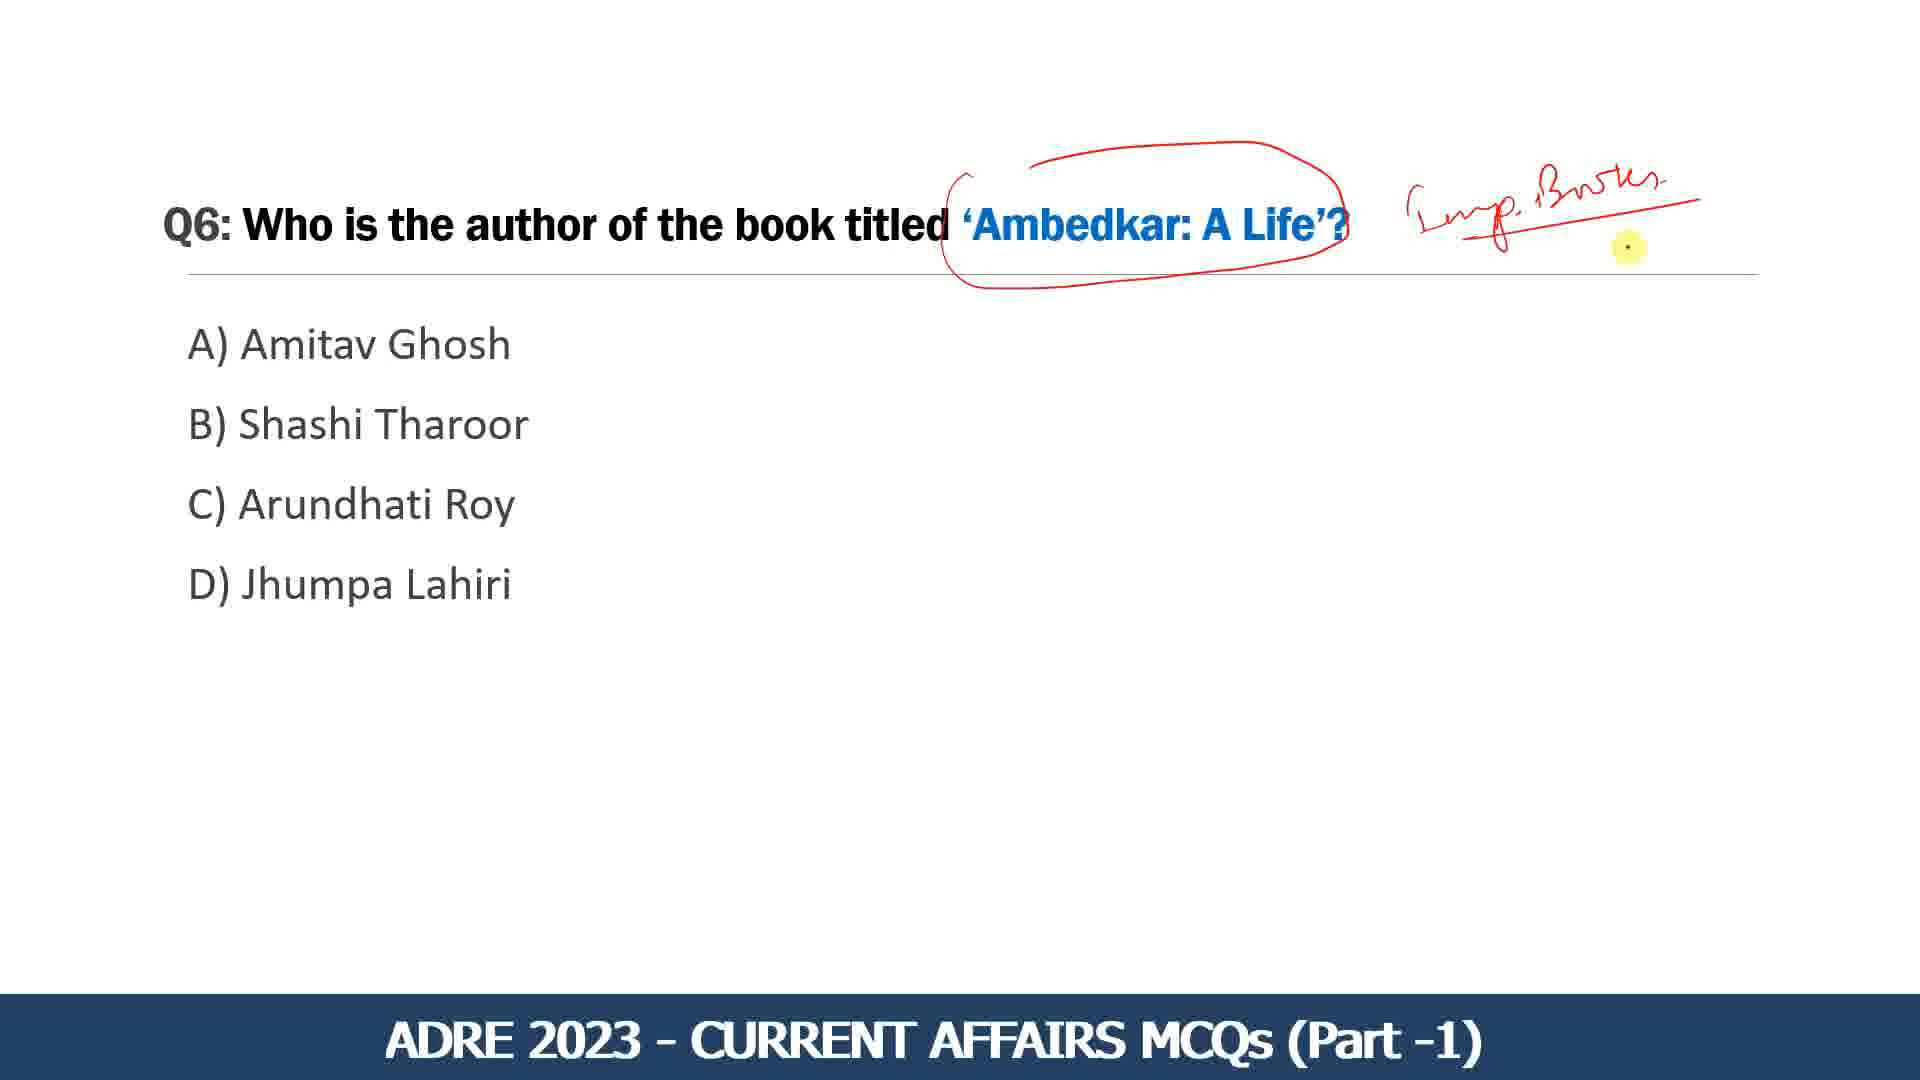 Q6: Who is the author of the book titled ‘Ambedkar: A Life’?
Imp. Books
A) Amitav Ghosh
B) Shashi Tharoor
C) Arundhati Roy
D) Jhumpa Lahiri
ADRE 2023 - CURRENT AFFAIRS MCQs (Part -1)